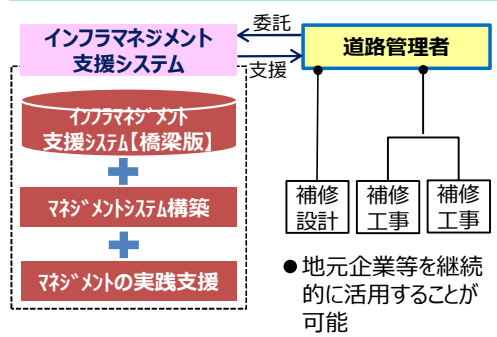 インフラマネジメント
支援システム
委託
支援
道路管理者
インフラマネジメント
支援システム【橋梁版】
マネジメントシステム構築
マネジメントの実践支援
補修
設計
補修
工事
補修
工事
●地元企業等を継続
的に活用することが
可能